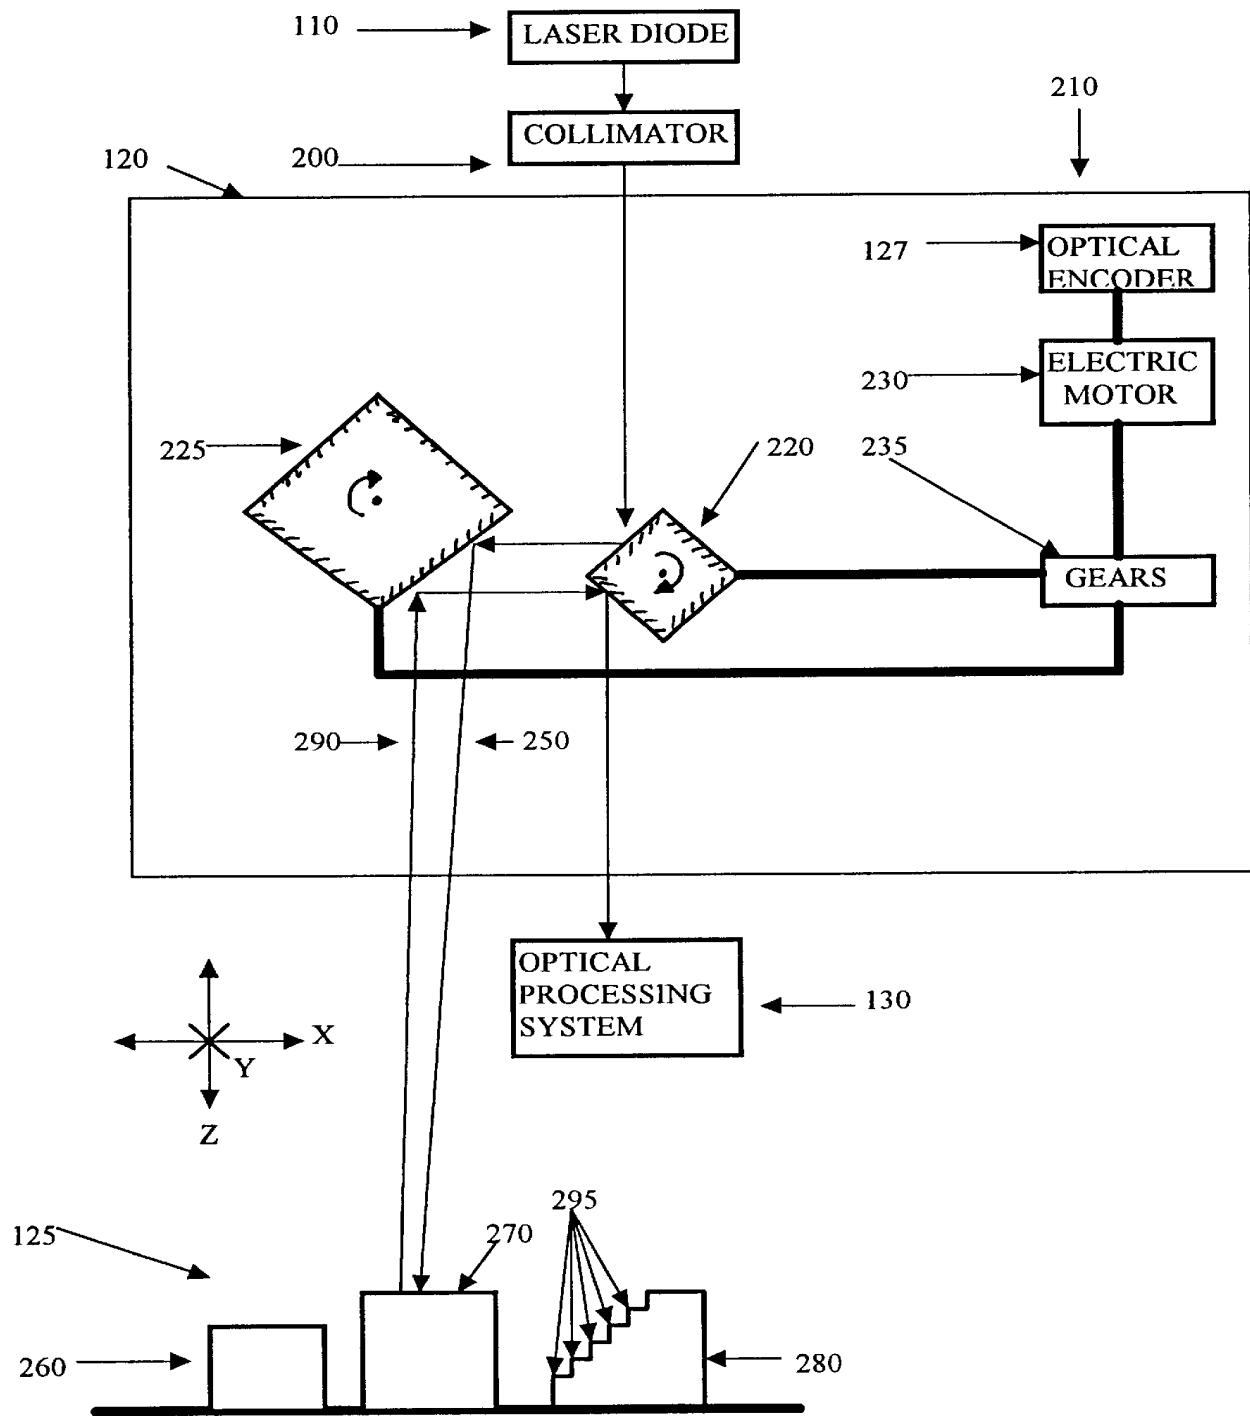 110
LASER DIODE
210
COLLIMATOR
120
200
127
OPTICAL
ENCODER
230
ELECTRIC
MOTOR
225
220
235
GEARS
290
250
OPTICAL
PROCESSING
SYSTEM
130
X
Y
Z
295
125
270
260
280